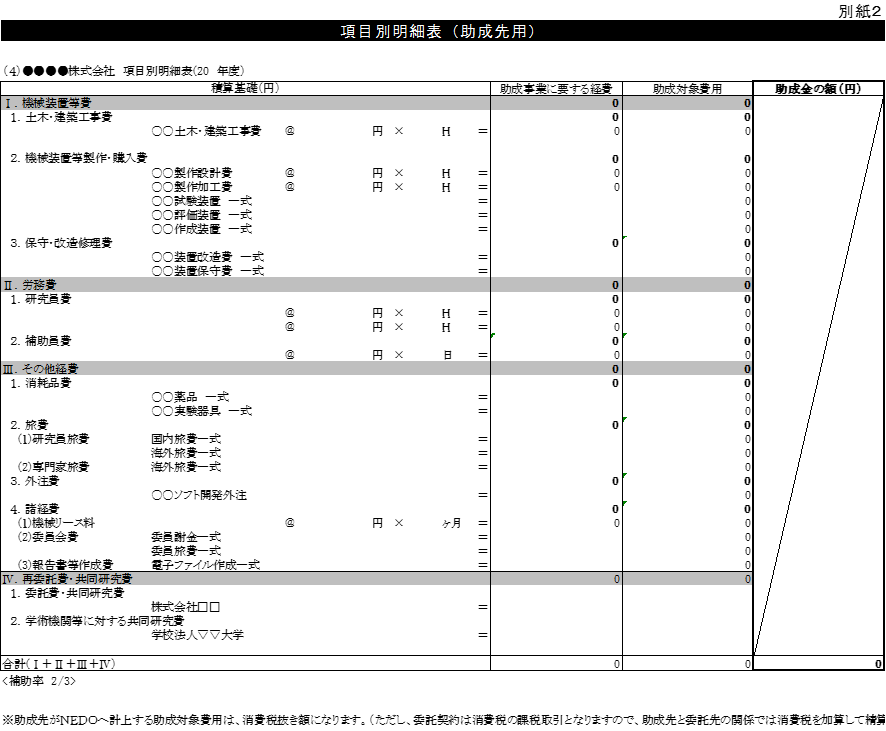 別紙２
項目別明細表（助成先用）
（4）●●●●株式会社　項目別明細表（20　年度）
積算基礎（円）　助成事業に要する経費　助成対象費用　助成金の額（円）
Ⅰ．機械装置等費　0　0
1．土木・建築工事費　0　0
○○土木・建築工事費　＠　円　×　H　＝　0　0
2．機械装置等製作・購入費　0　0
○○製作設計費　＠　円　×　H　＝　0　0
○○製作加工費　＠　円　×　H　＝　0　0
○○試験装置　一式　＝　0
○○評価装置　一式　＝　0
○○作成装置　一式　＝　0
3．保守・改造修理費　0　0
○○装置改造費　一式　＝　0
○○装置保守費　一式　＝　0
Ⅱ．労務費　0　0
1．研究員費　0　0
＠　円　×　H　＝　0　0
＠　円　×　H　＝　0　0
2．補助員費　0　0
＠　円　×　日　＝　0　0
Ⅲ．その他経費　0　0
1．消耗品費　0　0
○○薬品　一式　＝　0
○○実験器具　一式　＝　0
2．旅費　0　0
(1)研究員旅費　国内旅費一式　＝　0
海外旅費一式　＝　0
(2)専門家旅費　海外旅費一式　＝　0
3．外注費　0　0
○○ソフト開発外注　＝　0
4．諸経費　0　0
(1)機械リース料　＠　円　×　ヶ月　＝　0　0
(2)委員会費　委員謝金一式　＝　0
委員旅費一式　＝　0
(3)報告書等作成費　電子ファイル作成一式　＝　0
Ⅳ．再委託費・共同研究費　0　0
1．委託費・共同研究費
株式会社□□　＝
2．学術機関等に対する共同研究費
学校法人▽▽大学　＝
合計（Ⅰ＋Ⅱ＋Ⅲ＋Ⅳ）　0　0　0
<補助率 2/3>
※助成先がNEDOへ計上する助成対象費用は、消費税抜き額になります。（ただし、委託契約は消費税の課税取引となりますので、助成先と委託先の関係では消費税を加算して精算